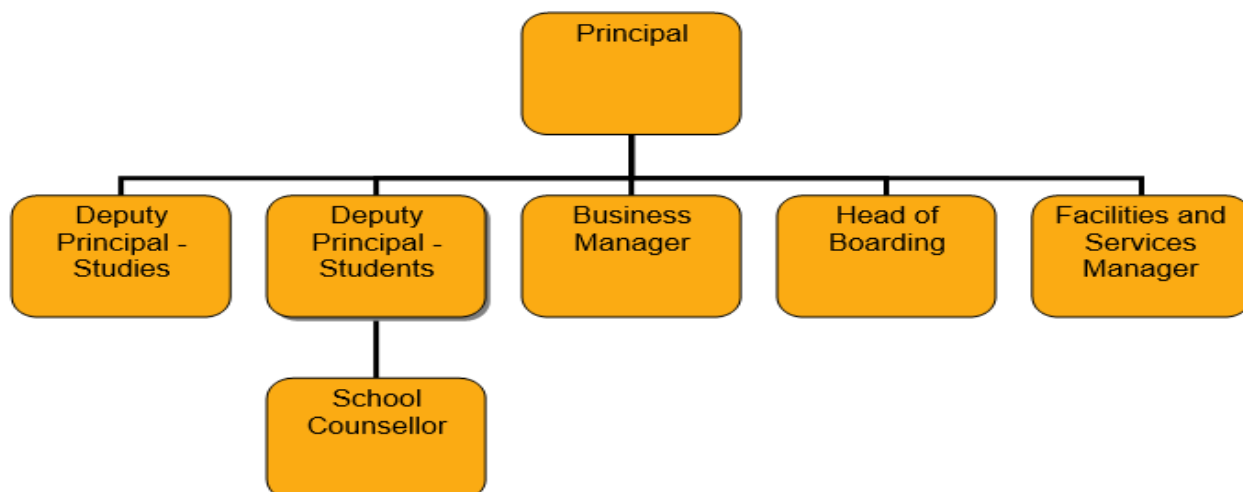 Principal
Deputy
Principal -
Studies
Deputy
Principal -
Students
Business
Manager
Head of
Boarding
Facilities and
Services
Manager
School
Counsellor